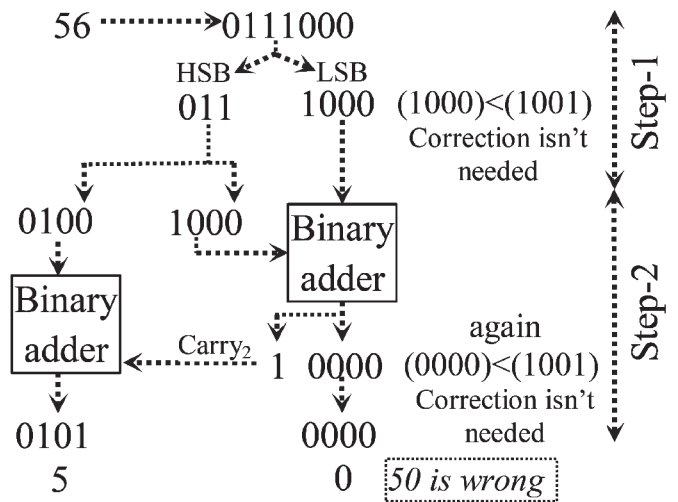 56 0111000
HSB LSB
011 1000 (1000)<(1001)
Correction isn't
needed
Step-1
0100 1000
Binary
adder
Binary
adder
again
Carry2 1 0000 (0000)<(1001)
Correction isn't
needed
Step-2
0101 0000
5 0 50 is wrong